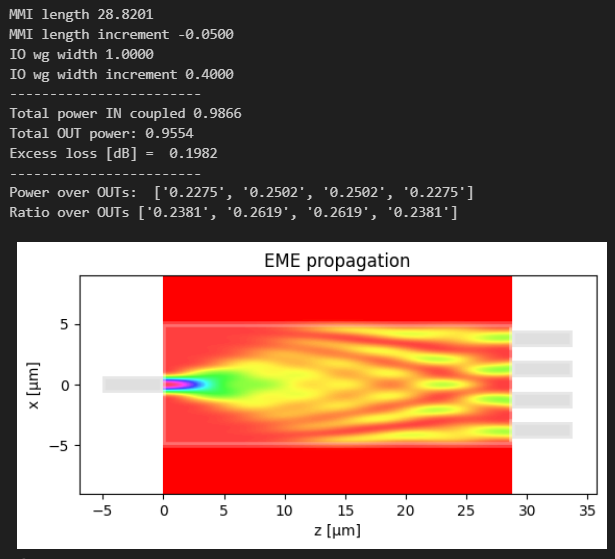 MMI length 28.8201
MMI length increment -0.0500
IO wg width 1.0000
IO wg width increment 0.4000
------------------------
Total power IN coupled 0.9866
Total OUT power: 0.9554
Excess loss [dB] =  0.1982
------------------------
Power over OUTs:  ['0.2275', '0.2502', '0.2502', '0.2275']
Ratio over OUTs ['0.2381', '0.2619', '0.2619', '0.2381']
EME propagation
5
0
−5
x [μm]
−5 0 5 10 15 20 25 30 35
z [μm]